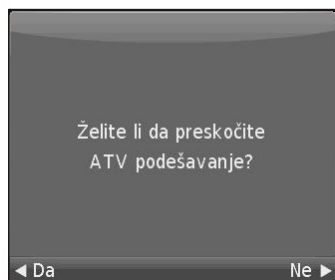 Želite li da preskočite
ATV podešavanje?
◀ Da Ne ▶